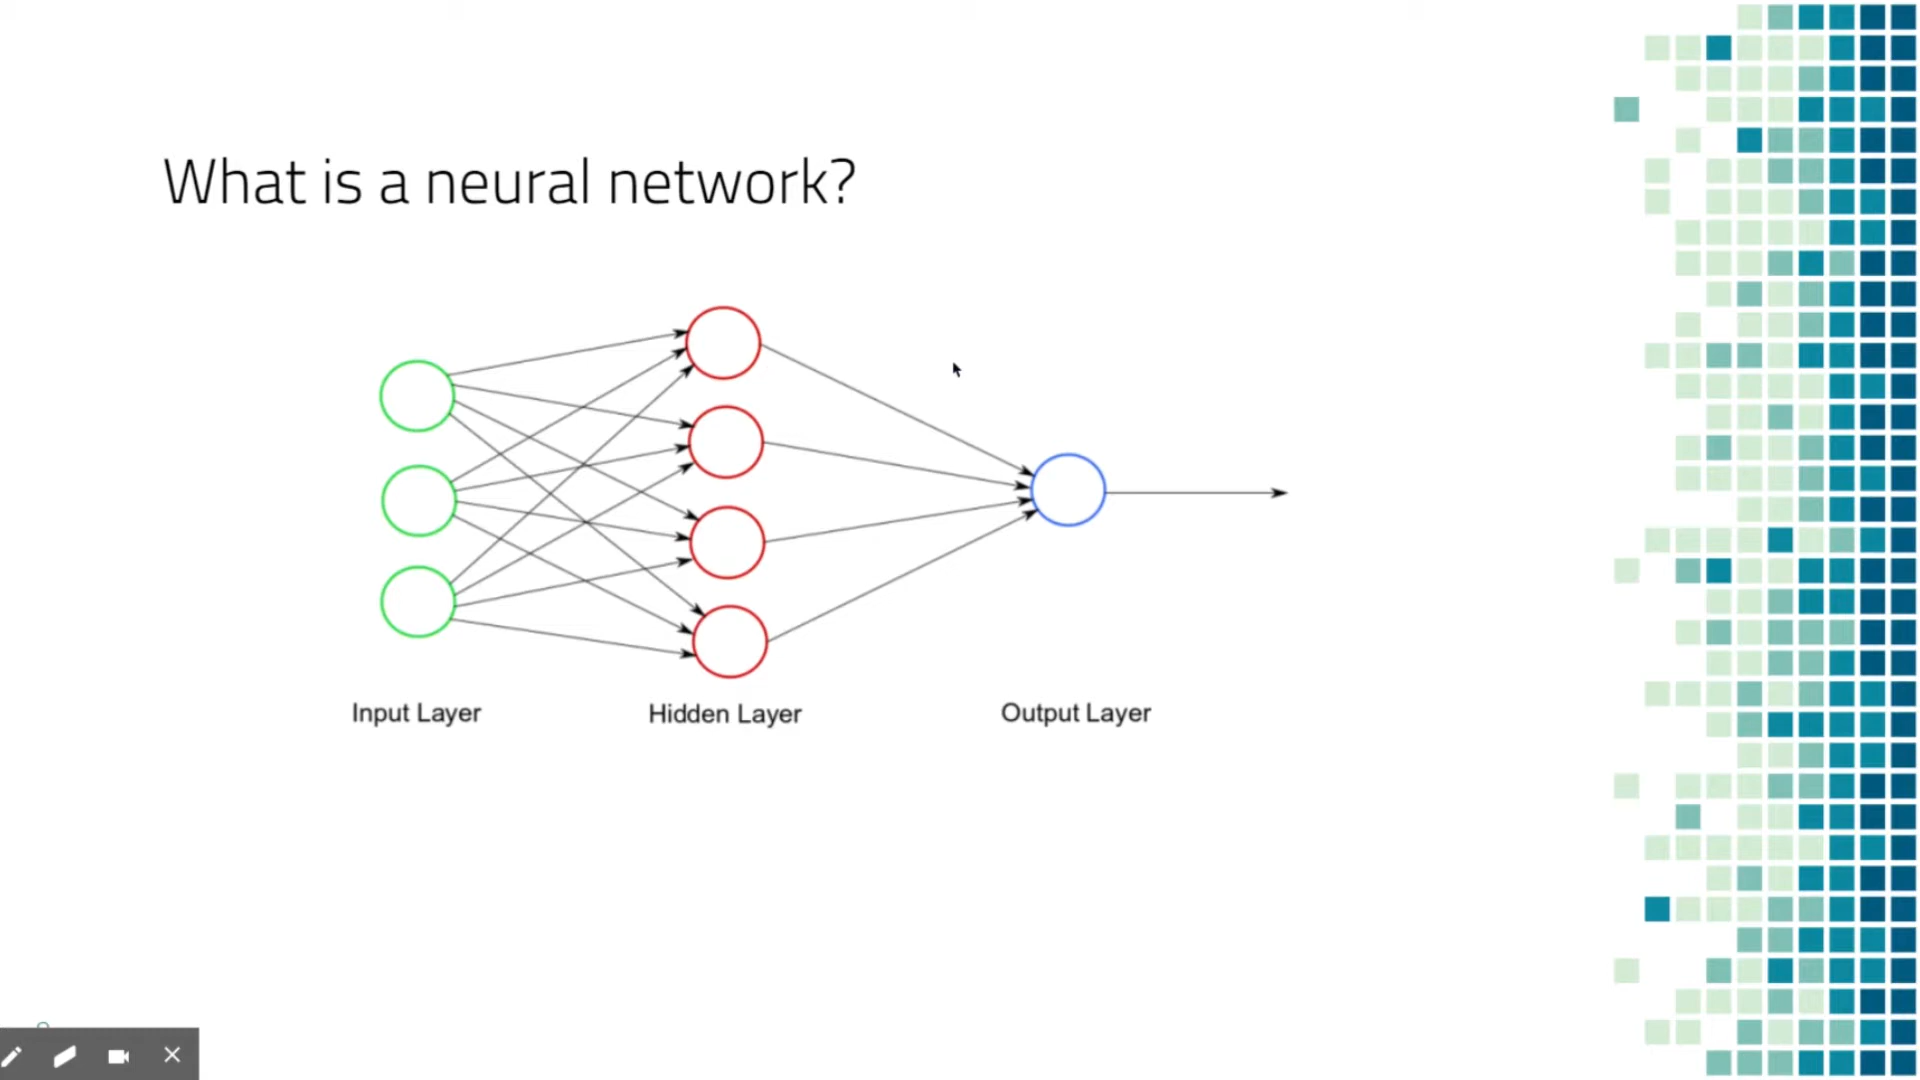 What is a neural network?
Input Layer
Hidden Layer
Output Layer